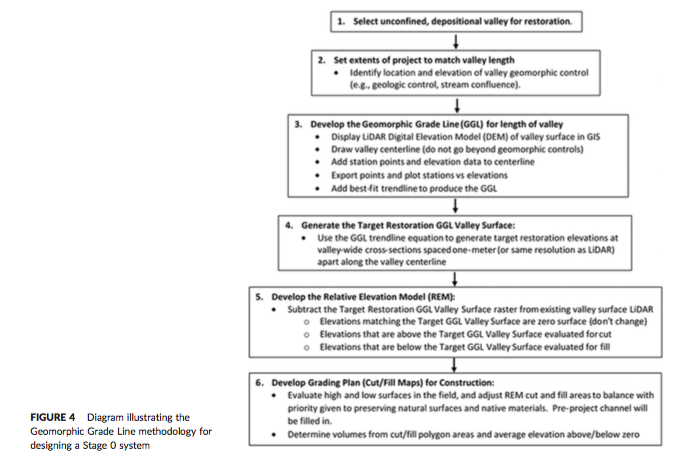 1. Select unconfined, depositional valley for restoration.
2. Set extents of project to match valley length
• Identify location and elevation of valley geomorphic control
(e.g., geologic control, stream confluence).
3. Develop the Geomorphic Grade Line (GGL) for length of valley
• Display LiDAR Digital Elevation Model (DEM) of valley surface in GIS
• Draw valley centerline (do not go beyond geomorphic controls)
• Add station points and elevation data to centerline
• Export points and plot stations vs elevations
• Add best-fit trendline to produce the GGL
4. Generate the Target Restoration GGL Valley Surface:
• Use the GGL trendline equation to generate target restoration elevations at
valley-wide cross-sections spaced one-meter (or same resolution as LiDAR)
apart along the valley centerline
5. Develop the Relative Elevation Model (REM):
• Subtract the Target Restoration GGL Valley Surface raster from existing valley surface LiDAR
o Elevations matching the Target GGL Valley Surface are zero surface (don't change)
o Elevations that are above the Target GGL Valley Surface evaluated for cut
o Elevations that are below the Target GGL Valley Surface evaluated for fill
6. Develop Grading Plan (Cut/Fill Maps) for Construction:
• Evaluate high and low surfaces in the field, and adjust REM cut and fill areas to balance with
priority given to preserving natural surfaces and native materials. Pre-project channel will
be filled in.
• Determine volumes from cut/fill polygon areas and average elevation above/below zero
FIGURE 4 Diagram illustrating the
Geomorphic Grade Line methodology for
designing a Stage 0 system